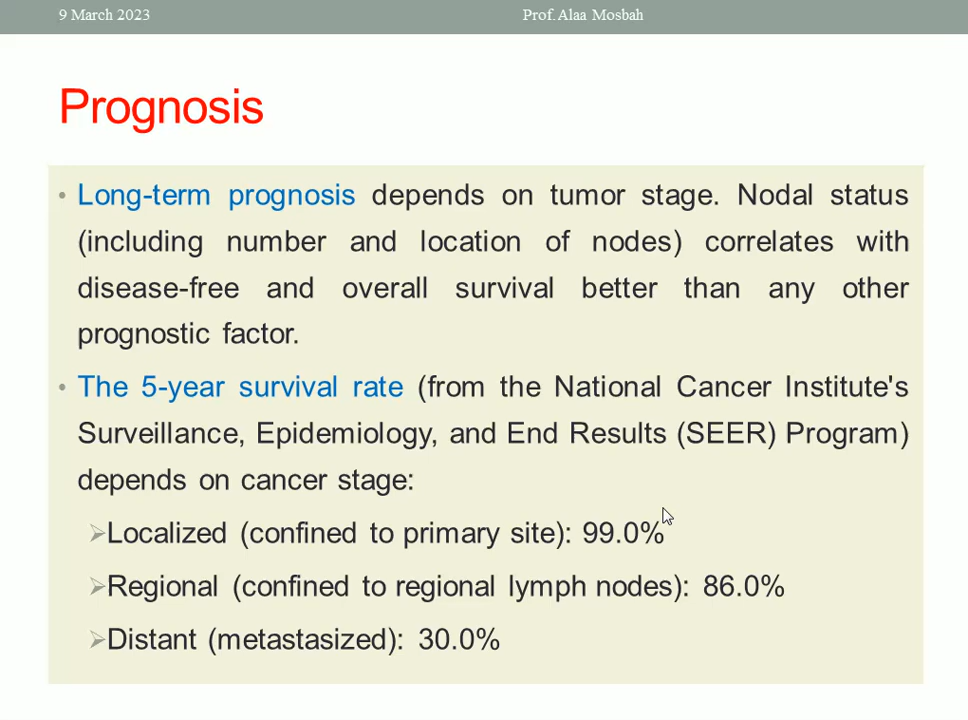 9 March 2023 Prof. Alaa Mosbah
Prognosis
• Long-term prognosis depends on tumor stage. Nodal status
(including number and location of nodes) correlates with
disease-free and overall survival better than any other
prognostic factor.
• The 5-year survival rate (from the National Cancer Institute's
Surveillance, Epidemiology, and End Results (SEER) Program)
depends on cancer stage:
➢Localized (confined to primary site): 99.0%
➢Regional (confined to regional lymph nodes): 86.0%
➢Distant (metastasized): 30.0%